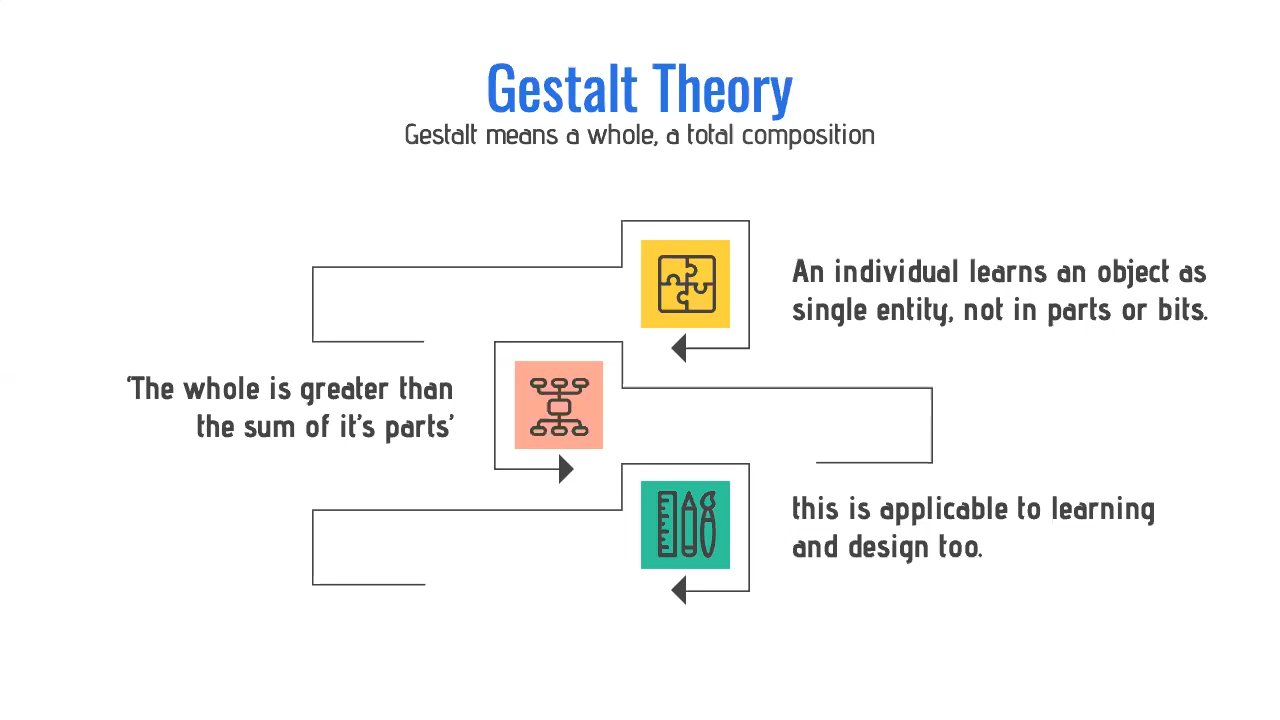 Gestalt Theory
Gestalt means a whole, a total composition
An individual learns an object as
single entity, not in parts or bits.
‘The whole is greater than
the sum of it’s parts’
this is applicable to learning
and design too.